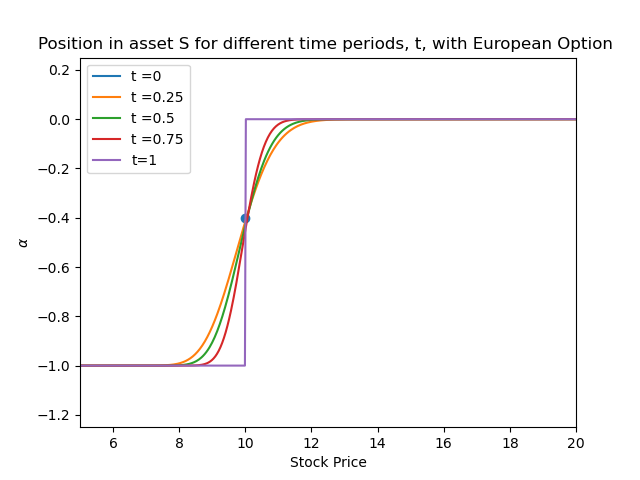 Position in asset S for different time periods, t, with European Option
0.2
0.0
−0.2
−0.4
−0.6
−0.8
−1.0
−1.2
α
t =0
t =0.25
t =0.5
t =0.75
t=1
6 8 10 12 14 16 18 20
Stock Price